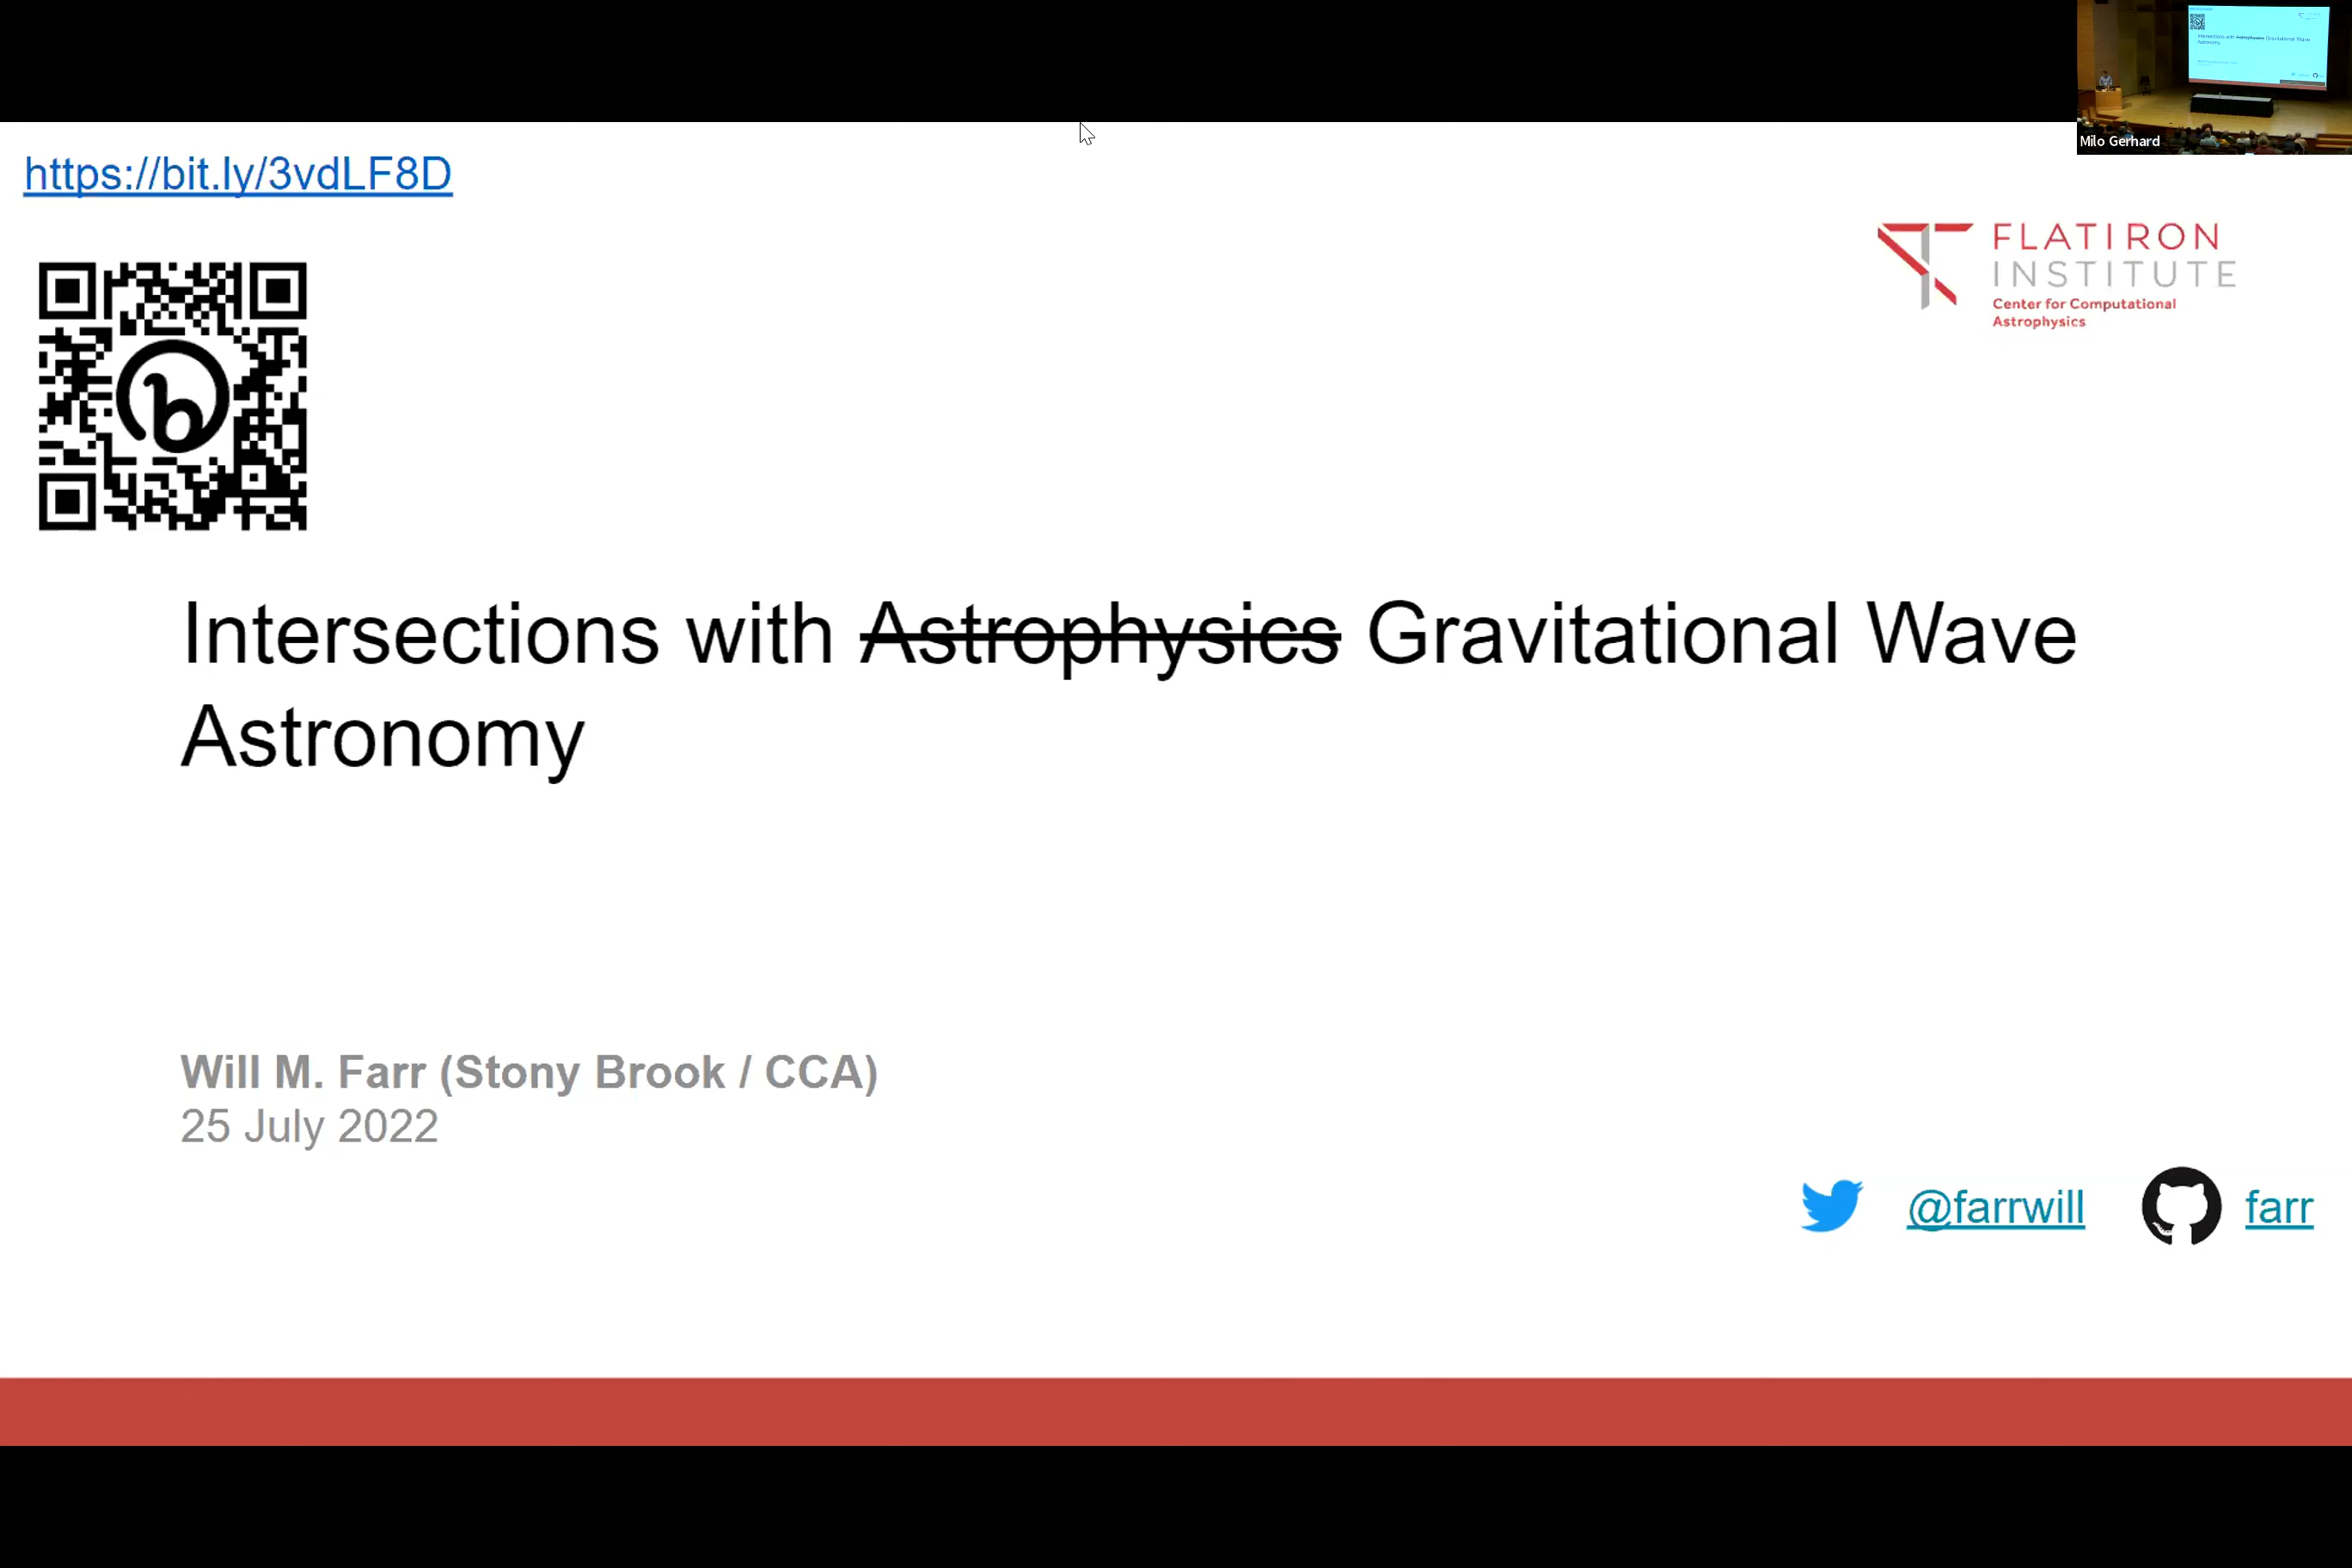 https://bit.ly/3vdLF8D
Milo Gerhard
FLATIRON
INSTITUTE
Center for Computational
Astrophysics
Intersections with Astrophysics Gravitational Wave
Astronomy
Will M. Farr (Stony Brook / CCA)
25 July 2022
@farrwill
farr